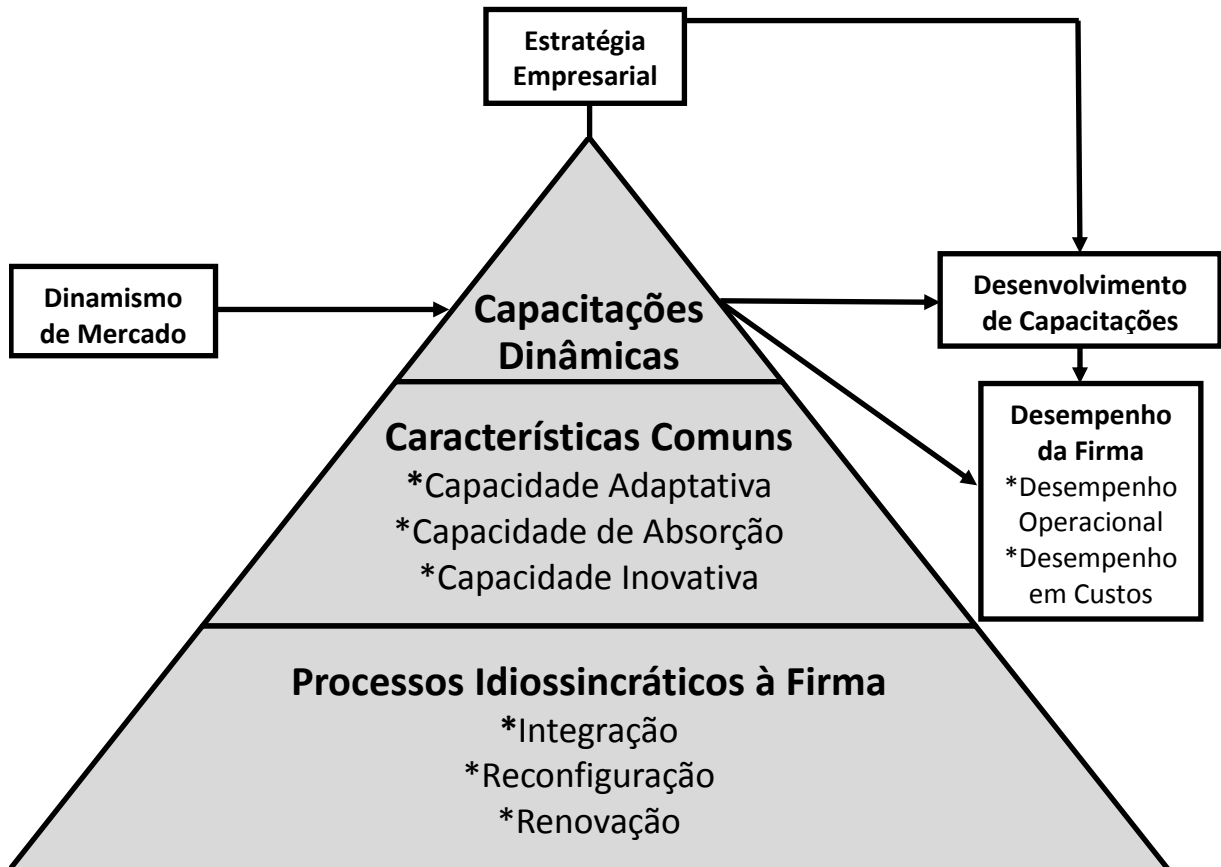 Estratégia
Empresarial
Dinamismo
de Mercado
Capacitações
Dinâmicas
Desenvolvimento
de Capacitações
Características Comuns
*Capacidade Adaptativa
*Capacidade de Absorção
*Capacidade Inovativa
Desempenho
da Firma
*Desempenho
Operacional
*Desempenho
em Custos
Processos Idiossincráticos à Firma
*Integração
*Reconfiguração
*Renovação